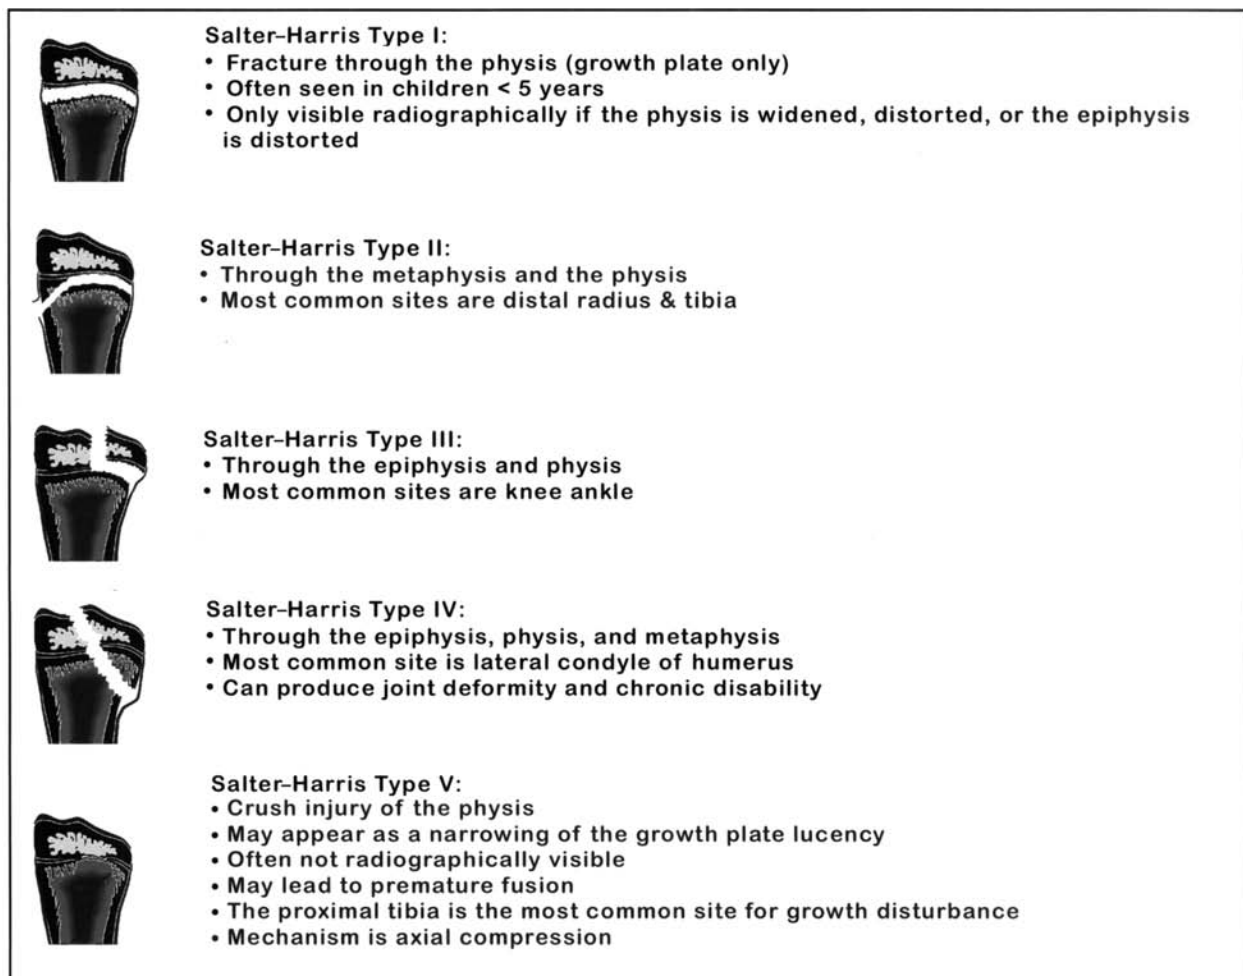 Salter–Harris Type I:
• Fracture through the physis (growth plate only)
• Often seen in children < 5 years
• Only visible radiographically if the physis is widened, distorted, or the epiphysis
is distorted
Salter–Harris Type II:
• Through the metaphysis and the physis
• Most common sites are distal radius & tibia
Salter–Harris Type III:
• Through the epiphysis and physis
• Most common sites are knee ankle
Salter–Harris Type IV:
• Through the epiphysis, physis, and metaphysis
• Most common site is lateral condyle of humerus
• Can produce joint deformity and chronic disability
Salter–Harris Type V:
• Crush injury of the physis
• May appear as a narrowing of the growth plate lucency
• Often not radiographically visible
• May lead to premature fusion
• The proximal tibia is the most common site for growth disturbance
• Mechanism is axial compression